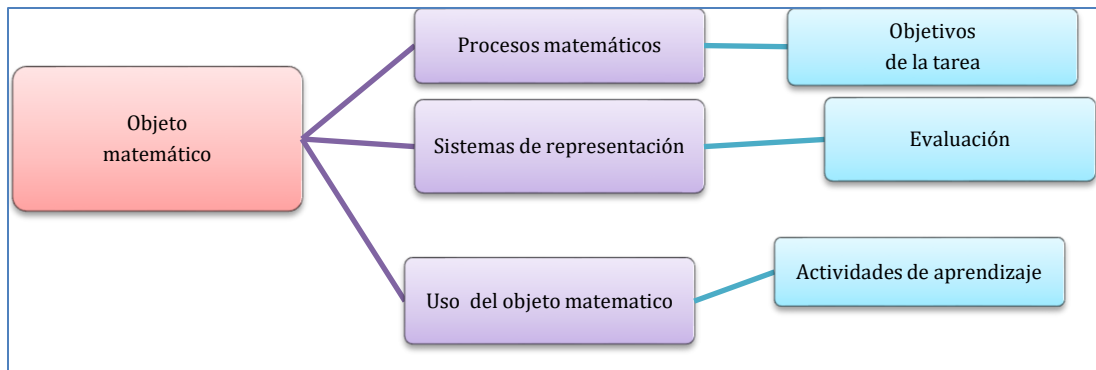 Objeto
matemático
Procesos matemáticos
Objetivos
de la tarea
Sistemas de representación
Evaluación
Uso del objeto matematico
Actividades de aprendizaje